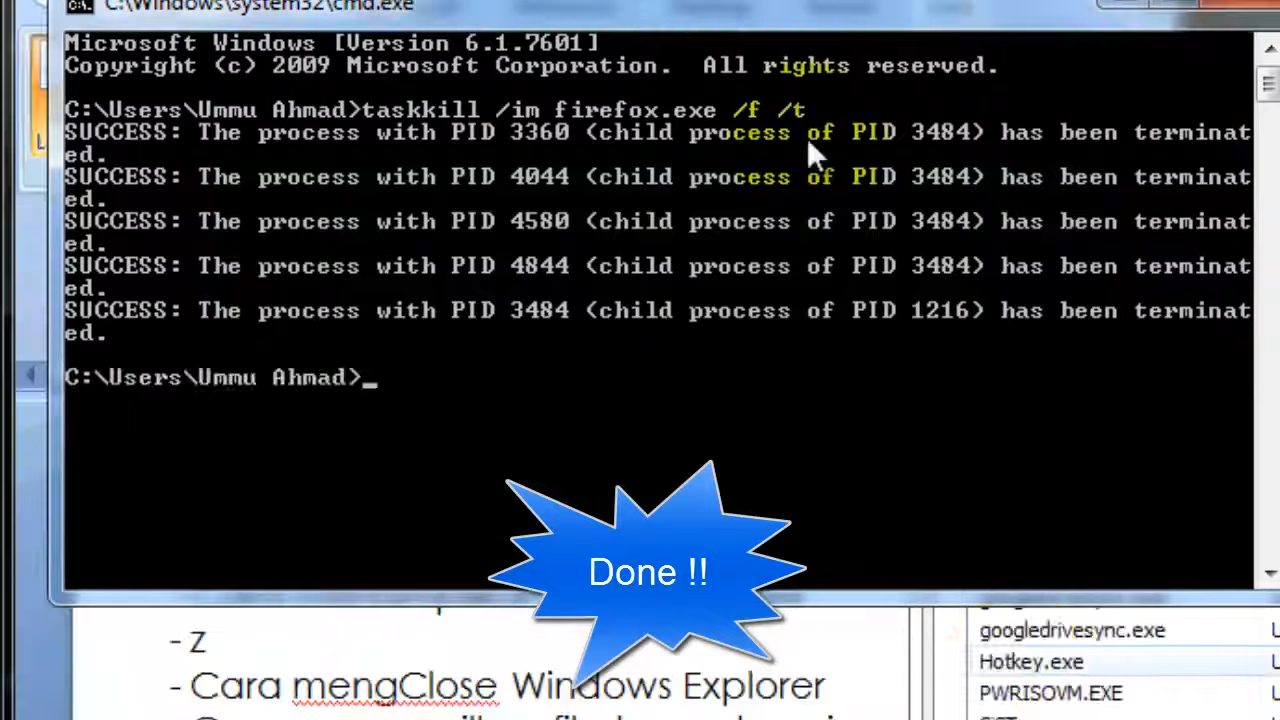 C:\Windows\system32\cmd.exe
Microsoft Windows [Version 6.1.7601]
Copyright (c) 2009 Microsoft Corporation.  All rights reserved.
C:\Users\Ummu Ahmad>taskkill /im firefox.exe /f /t
SUCCESS: The process with PID 3360 (child process of PID 3484) has been terminat
ed.
SUCCESS: The process with PID 4044 (child process of PID 3484) has been terminat
ed.
SUCCESS: The process with PID 4580 (child process of PID 3484) has been terminat
ed.
SUCCESS: The process with PID 4844 (child process of PID 3484) has been terminat
ed.
SUCCESS: The process with PID 3484 (child process of PID 1216) has been terminat
ed.
C:\Users\Ummu Ahmad>_
Done !!
- Z
- Cara mengClose Windows Explorer
googledrivesync.exe
Hotkey.exe
PWRISOVM.EXE